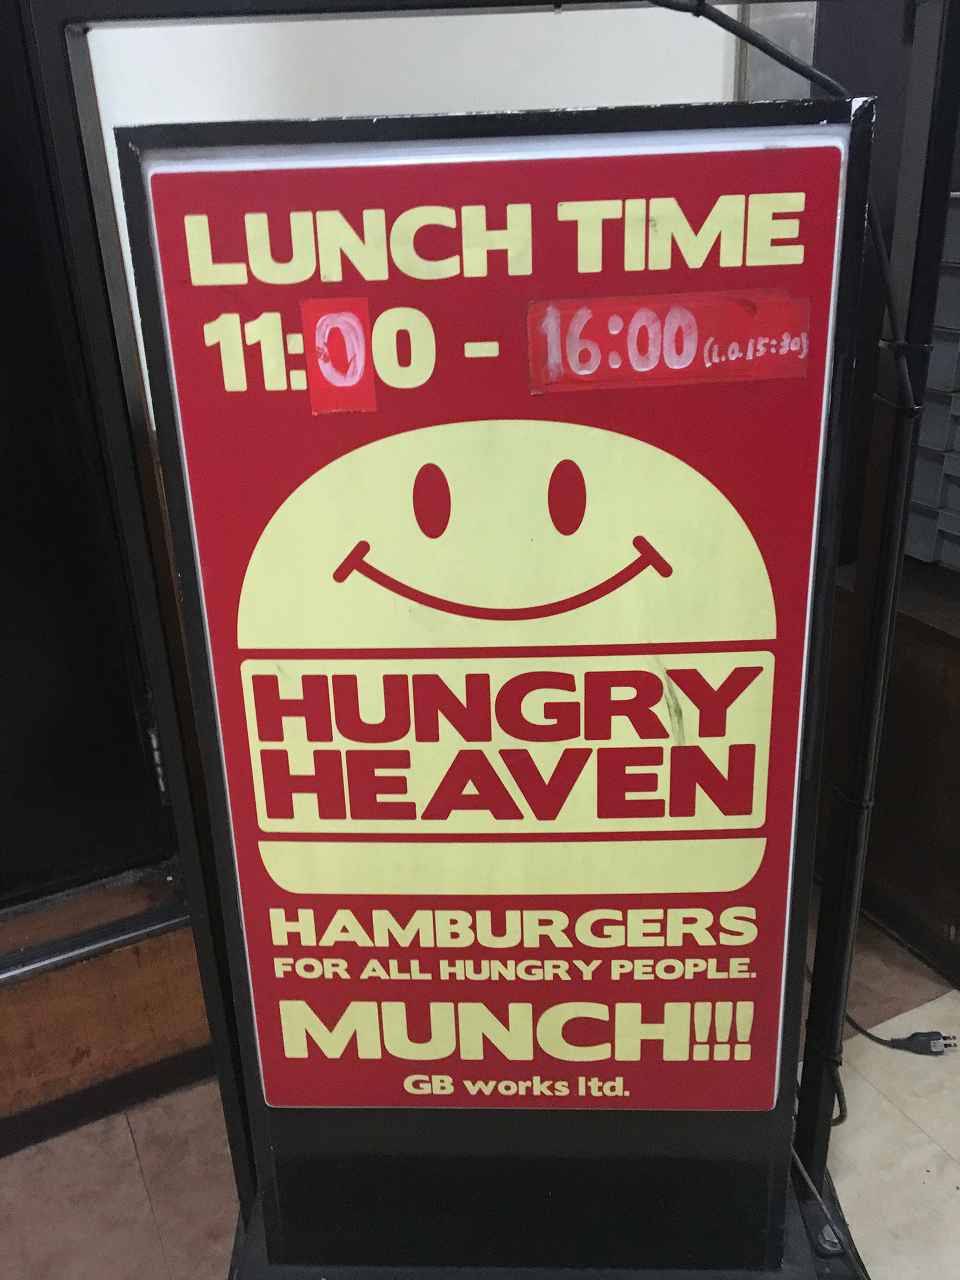 LUNCH TIME
11:00 - 16:00 (L.O.15:30)
HUNGRY
HEAVEN
HAMBURGERS
FOR ALL HUNGRY PEOPLE.
MUNCH!!!
GB works ltd.